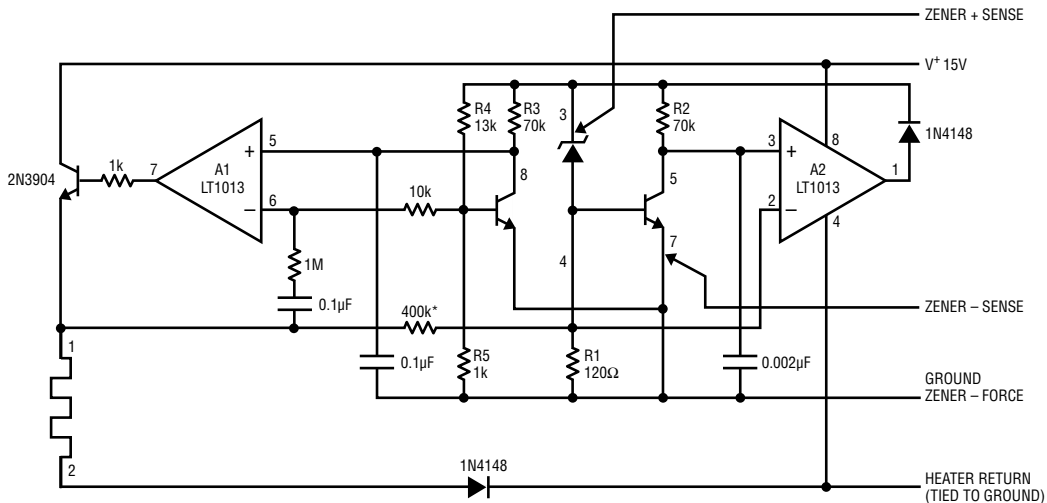 ZENER + SENSE
V+ 15V
R4
13k
R3
70k
3
R2
70k
1N4148
2N3904
1k
7
A1
LT1013
+
–
5
6
8
5
3
2
+
–
A2
LT1013
8
1
4
10k
1M
0.1µF
4
7
400k*
ZENER – SENSE
1
0.1µF
R5
1k
R1
120Ω
0.002µF
GROUND
ZENER – FORCE
2
1N4148
HEATER RETURN
(TIED TO GROUND)